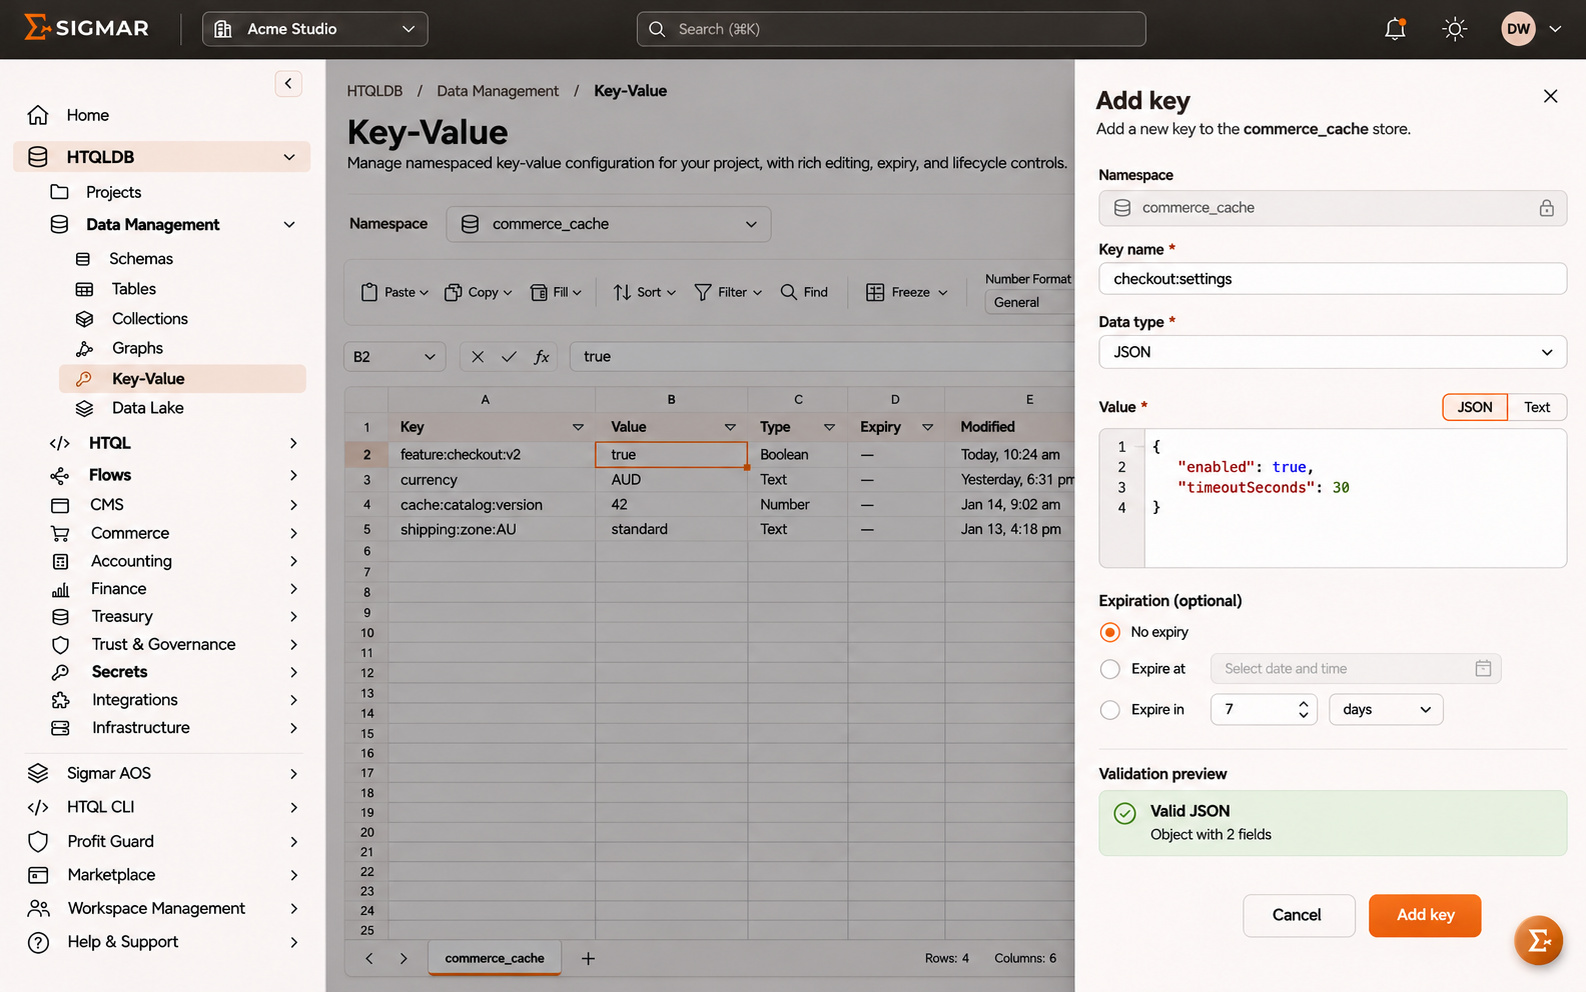 SIGMAR
Acme Studio
Search (⌘K)
DW
Home
HTQLDB
Projects
Data Management
Schemas
Tables
Collections
Graphs
Key-Value
Data Lake
HTQL
Flows
CMS
Commerce
Accounting
Finance
Treasury
Trust & Governance
Secrets
Integrations
Infrastructure
Sigmar AOS
HTQL CLI
Profit Guard
Marketplace
Workspace Management
Help & Support
HTQLDB / Data Management / Key-Value
Key-Value
Manage namespaced key-value configuration for your project, with rich editing, expiry, and lifecycle controls.
Namespace commerce_cache
Paste Copy Fill Sort Filter Find Freeze
Number Format
General
B2 fx true
A B C D E
1 Key Value Type Expiry Modified
2 feature:checkout:v2 true Boolean — Today, 10:24 am
3 currency AUD Text — Yesterday, 6:31 pm
4 cache:catalog:version 42 Number — Jan 14, 9:02 am
5 shipping:zone:AU standard Text — Jan 13, 4:18 pm
6
7
8
9
10
11
12
13
14
15
16
17
18
19
20
21
22
23
24
25
commerce_cache
Rows: 4 Columns: 6
Add key
Add a new key to the commerce_cache store.
Namespace
commerce_cache
Key name *
checkout:settings
Data type *
JSON
Value *
JSON Text
1 {
2 "enabled": true,
3 "timeoutSeconds": 30
4 }
Expiration (optional)
No expiry
Expire at Select date and time
Expire in 7 days
Validation preview
Valid JSON
Object with 2 fields
Cancel Add key